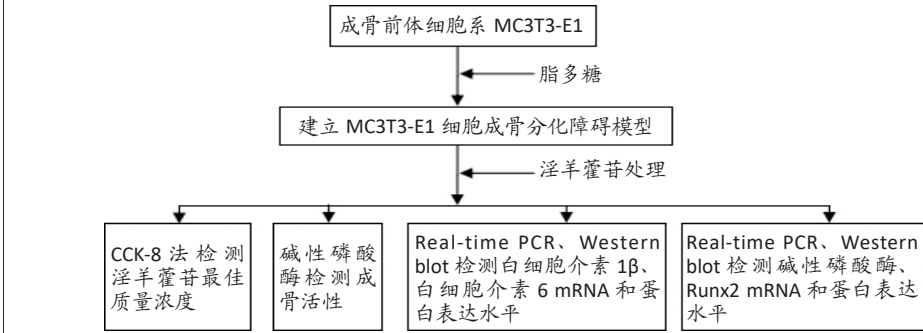 成骨前体细胞系 MC3T3-E1
脂多糖
建立 MC3T3-E1 细胞成骨分化障碍模型
淫羊藿苷处理
CCK-8 法检测
淫羊藿苷最佳
质量浓度
碱性磷酸
酶检测成
骨活性
Real-time PCR、Western
blot 检测白细胞介素 1β、
白细胞介素 6 mRNA 和蛋
白表达水平
Real-time PCR、Western
blot 检测碱性磷酸酶、
Runx2 mRNA 和蛋白表达
水平